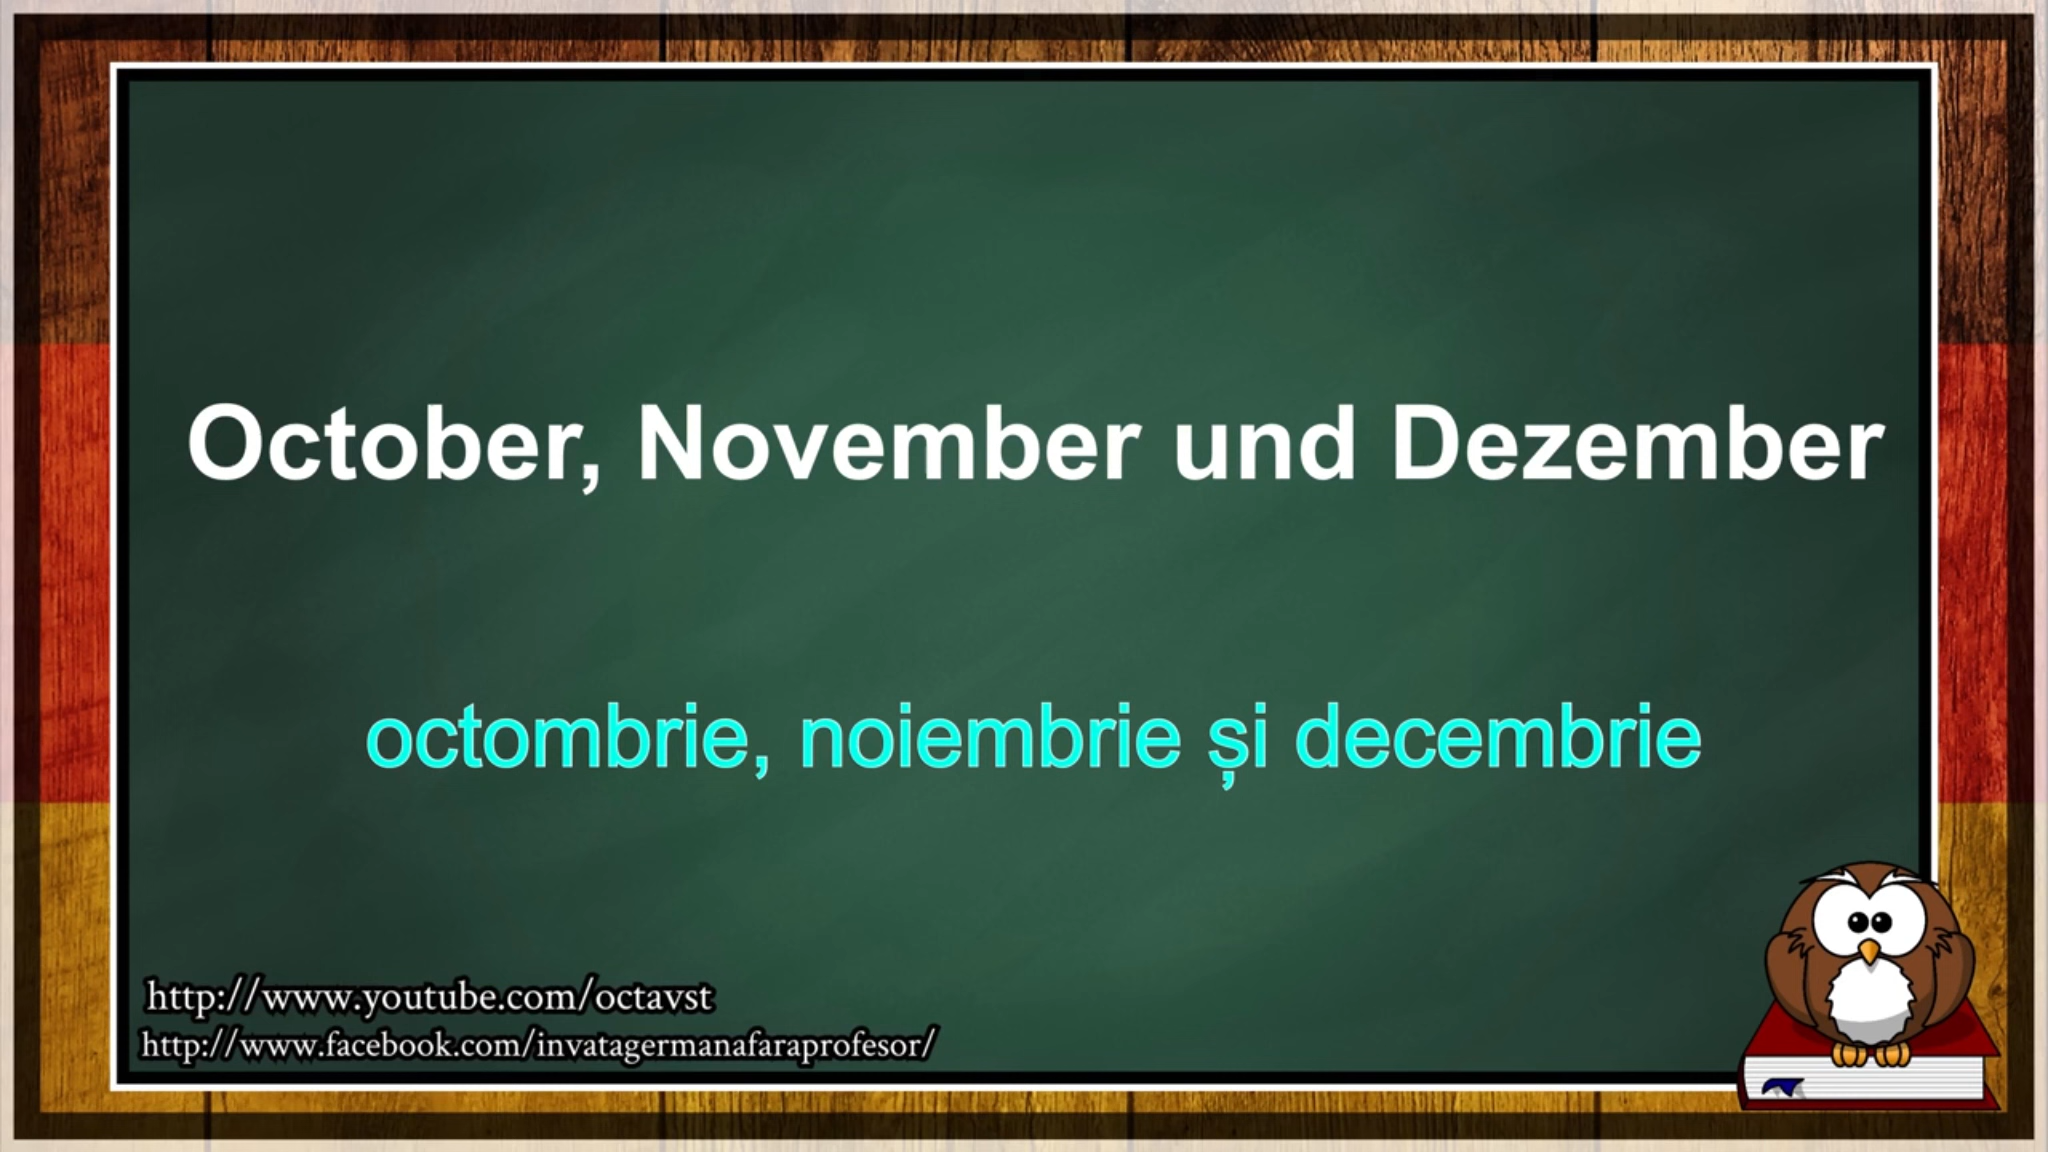 October, November und Dezember
octombrie, noiembrie și decembrie
http://www.youtube.com/octavst
http://www.facebook.com/invatagermanafaraprofesor/